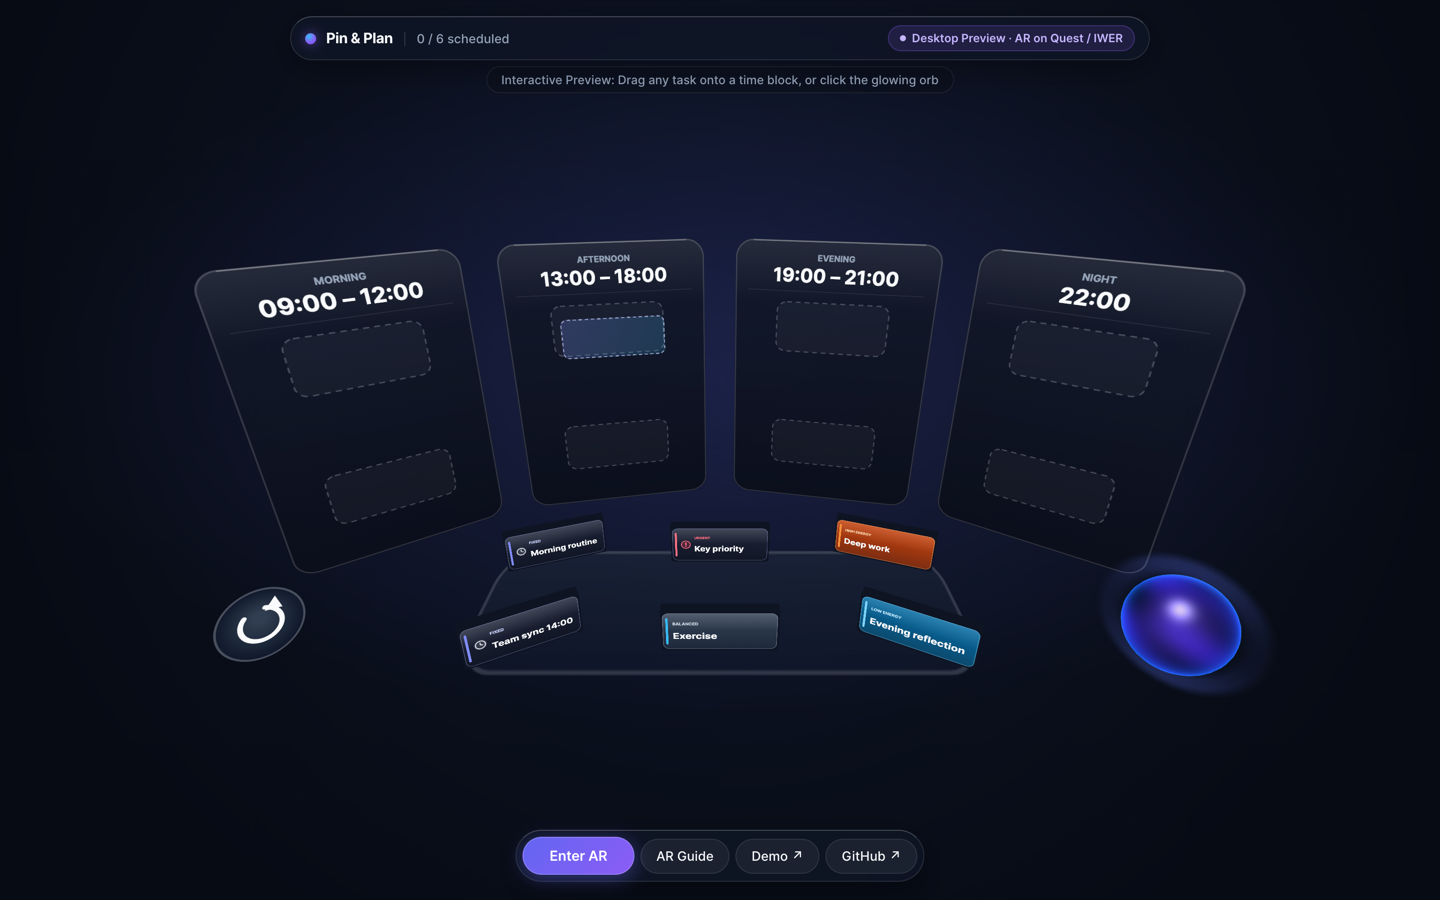 Pin & Plan
0 / 6 scheduled
Desktop Preview · AR on Quest / IWER
Interactive Preview: Drag any task onto a time block, or click the glowing orb
MORNING
09:00 – 12:00
AFTERNOON
13:00 – 18:00
EVENING
19:00 – 21:00
NIGHT
22:00
FIXED
Morning routine
URGENT
Key priority
HIGH ENERGY
Deep work
FIXED
Team sync 14:00
BALANCED
Exercise
LOW ENERGY
Evening reflection
Enter AR
AR Guide
Demo ↗
GitHub ↗